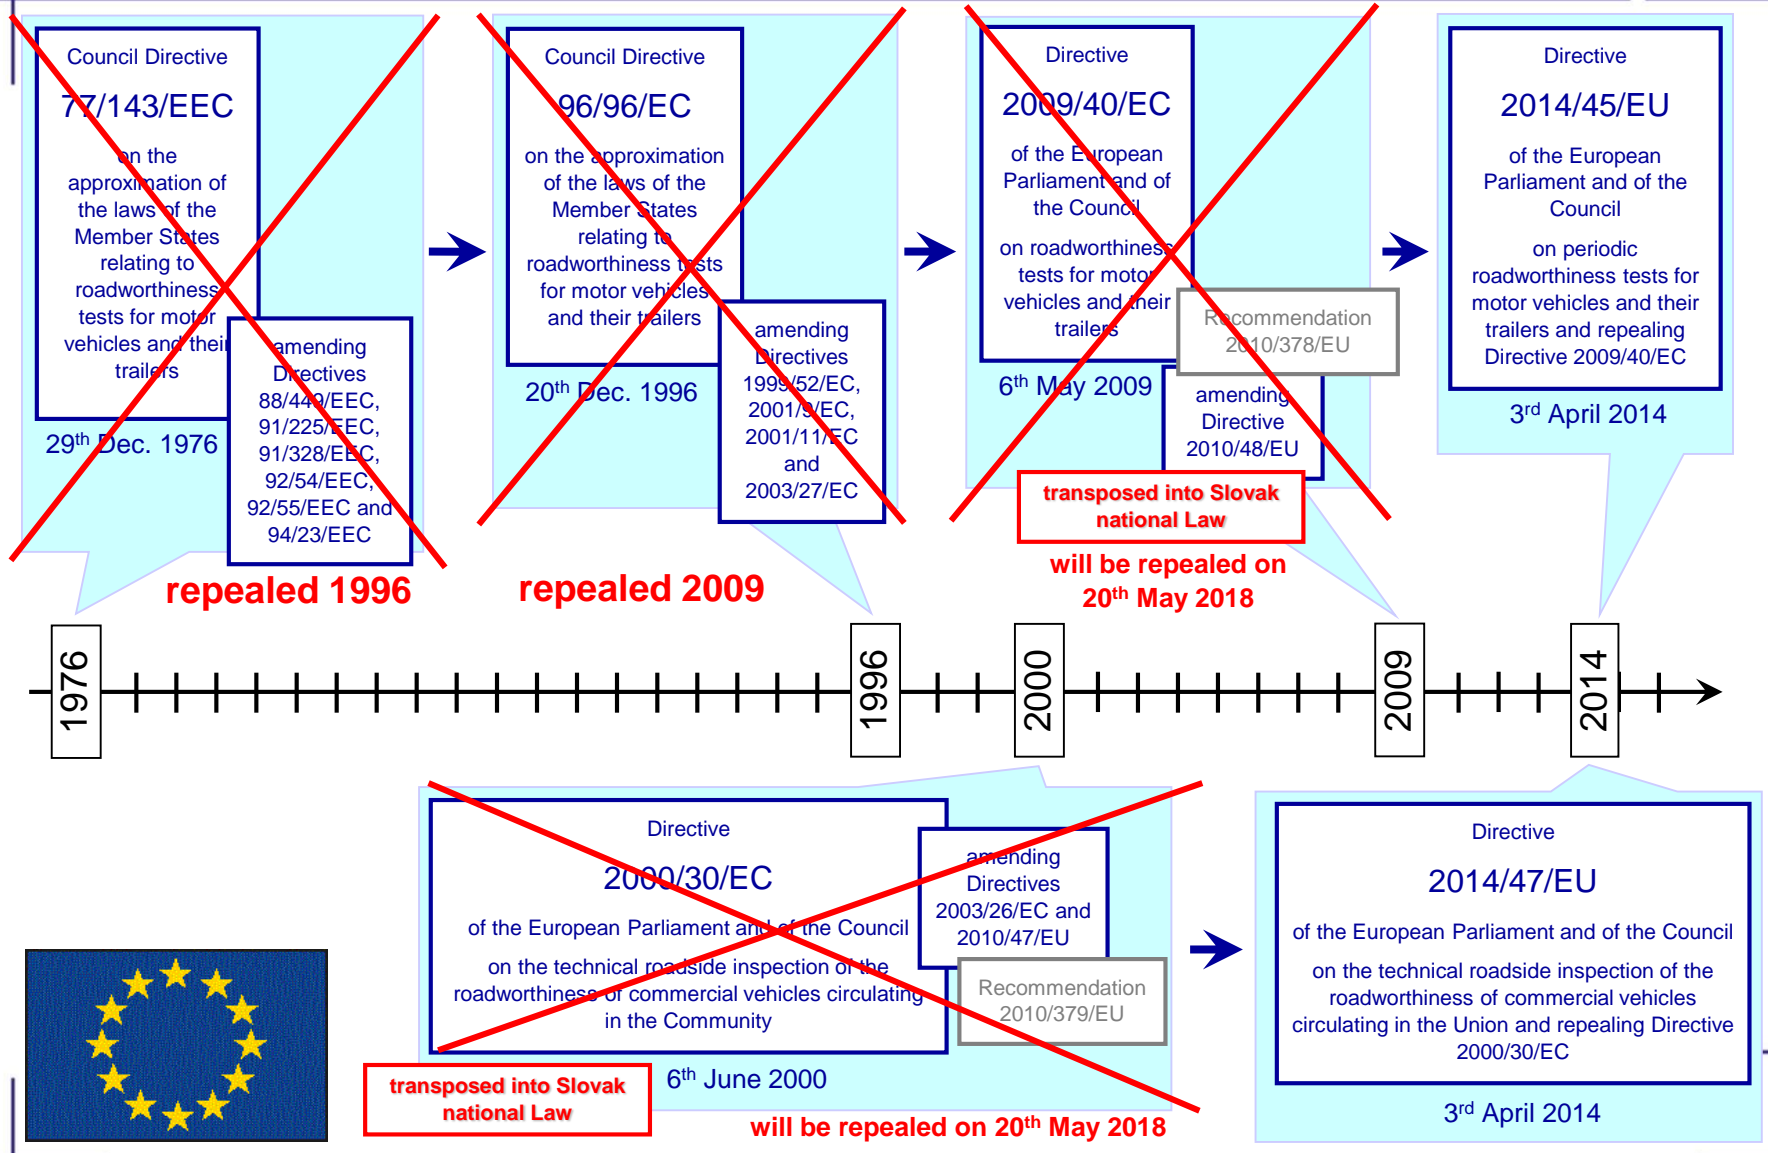 Council Directive
77/143/EEC
on the
approximation of
the laws of the
Member States
relating to
roadworthiness
tests for motor
vehicles and their
trailers
29th Dec. 1976
amending
Directives
88/449/EEC,
91/225/EEC,
91/328/EEC,
92/54/EEC,
92/55/EEC and
94/23/EEC
repealed 1996
Council Directive
96/96/EC
on the approximation
of the laws of the
Member States
relating to
roadworthiness tests
for motor vehicles
and their trailers
20th Dec. 1996
amending
Directives
1999/52/EC,
2001/9/EC,
2001/11/EC
and
2003/27/EC
repealed 2009
Directive
2009/40/EC
of the European
Parliament and of
the Council
on roadworthiness
tests for motor
vehicles and their
trailers
Recommendation
2010/378/EU
6th May 2009
amending
Directive
2010/48/EU
transposed into Slovak
national Law
will be repealed on
20th May 2018
Directive
2014/45/EU
of the European
Parliament and of the
Council
on periodic
roadworthiness tests for
motor vehicles and their
trailers and repealing
Directive 2009/40/EC
3rd April 2014
1976
1996
2000
2009
2014
Directive
2000/30/EC
of the European Parliament and of the Council
on the technical roadside inspection of the
roadworthiness of commercial vehicles circulating
in the Community
amending
Directives
2003/26/EC and
2010/47/EU
Recommendation
2010/379/EU
transposed into Slovak
national Law
6th June 2000
will be repealed on 20th May 2018
Directive
2014/47/EU
of the European Parliament and of the Council
on the technical roadside inspection of the
roadworthiness of commercial vehicles
circulating in the Union and repealing Directive
2000/30/EC
3rd April 2014